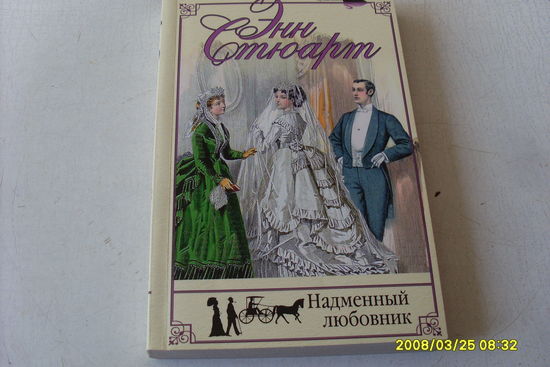 Энн
Стюарт
Надменный
любовник
2008/03/25 08:32